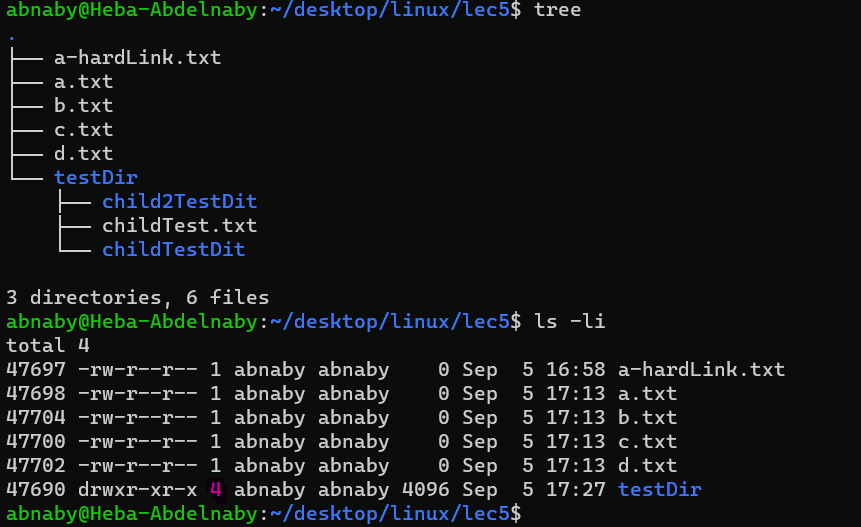 abnaby@Heba-Abdelnaby:~/desktop/linux/lec5$ tree
.
├── a-hardLink.txt
├── a.txt
├── b.txt
├── c.txt
├── d.txt
└── testDir
    ├── child2TestDit
    ├── childTest.txt
    └── childTestDit
3 directories, 6 files
abnaby@Heba-Abdelnaby:~/desktop/linux/lec5$ ls -li
total 4
47697 -rw-r--r-- 1 abnaby abnaby    0 Sep  5 16:58 a-hardLink.txt
47698 -rw-r--r-- 1 abnaby abnaby    0 Sep  5 17:13 a.txt
47704 -rw-r--r-- 1 abnaby abnaby    0 Sep  5 17:13 b.txt
47700 -rw-r--r-- 1 abnaby abnaby    0 Sep  5 17:13 c.txt
47702 -rw-r--r-- 1 abnaby abnaby    0 Sep  5 17:13 d.txt
47690 drwxr-xr-x 4 abnaby abnaby 4096 Sep  5 17:27 testDir
abnaby@Heba-Abdelnaby:~/desktop/linux/lec5$